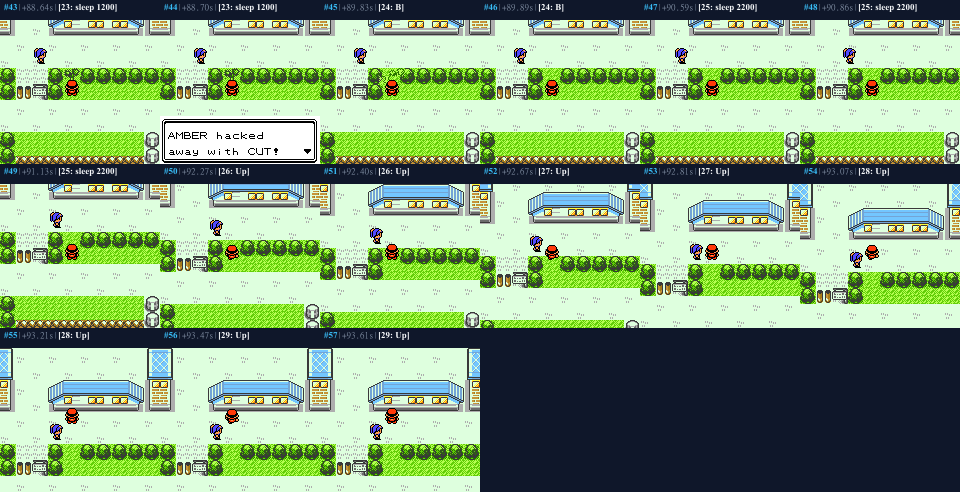 #43|+88.64s| [23: sleep 1200]
#44|+88.70s| [23: sleep 1200]
#45|+89.83s| [24: B]
#46|+89.89s| [24: B]
#47|+90.59s| [25: sleep 2200]
#48|+90.86s| [25: sleep 2200]
AMBER hacked
away with CUT!
#49|+91.13s| [25: sleep 2200]
#50|+92.27s| [26: Up]
#51|+92.40s| [26: Up]
#52|+92.67s| [27: Up]
#53|+92.81s| [27: Up]
#54|+93.07s| [28: Up]
#55|+93.21s| [28: Up]
#56|+93.47s| [29: Up]
#57|+93.61s| [29: Up]